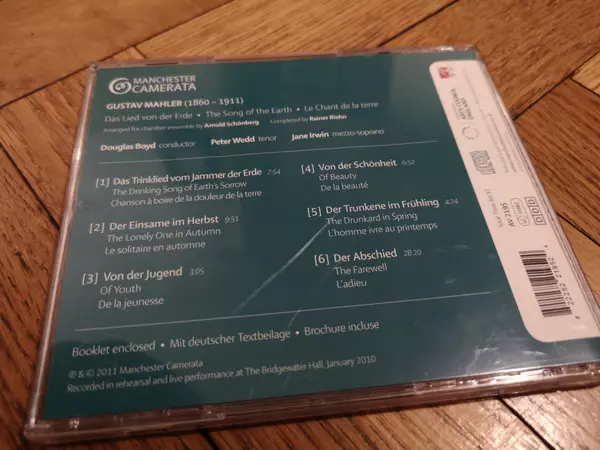 MANCHESTER
CAMERATA
GUSTAV MAHLER (1860 – 1911)
Das Lied von der Erde • The Song of the Earth • Le Chant de la terre
Arranged for chamber ensemble by Arnold Schönberg Completed by Rainer Riehn
Douglas Boyd conductor Peter Wedd tenor Jane Irwin mezzo-soprano
[1] Das Trinklied vom Jammer der Erde 7:54
The Drinking Song of Earth's Sorrow
Chanson à boire de la douleur de la terre
[2] Der Einsame im Herbst 9:51
The Lonely One in Autumn
Le solitaire en automne
[3] Von der Jugend 3:05
Of Youth
De la jeunesse
[4] Von der Schönheit 6:52
Of Beauty
De la beauté
[5] Der Trunkene im Frühling 4:24
The Drunkard in Spring
L'homme ivre au printemps
[6] Der Abschied 28:20
The Farewell
L'adieu
Booklet enclosed • Mit deutscher Textbeilage • Brochure incluse
℗ & © 2011 Manchester Camerata
Recorded in rehearsal and live performance at The Bridgewater Hall, January 2010
AV 2195
DDD